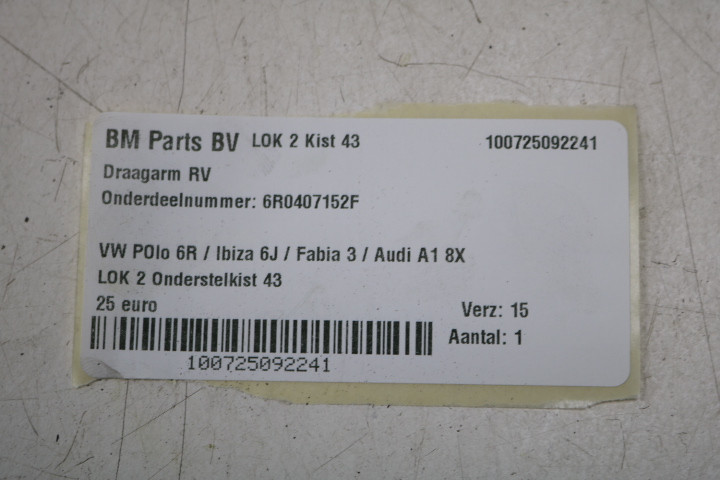 BM Parts BV LOK 2 Kist 43 100725092241
Draagarm RV
Onderdeelnummer: 6R0407152F
VW POlo 6R / Ibiza 6J / Fabia 3 / Audi A1 8X
LOK 2 Onderstelkist 43
25 euro Verz: 15
Aantal: 1
100725092241